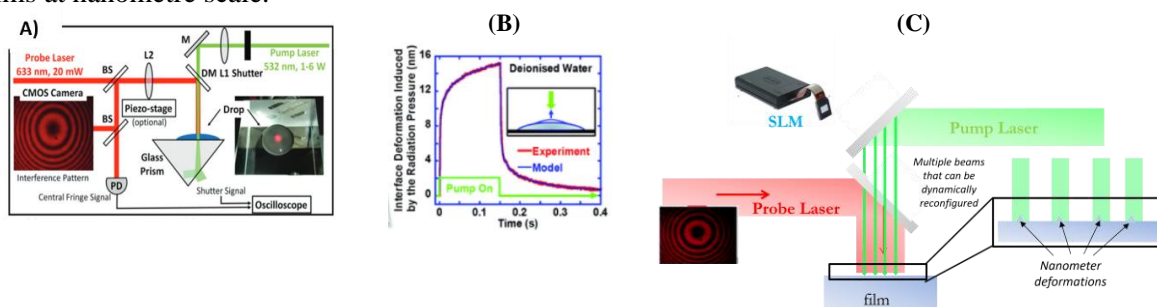 ms at nanometre scale.
A)
M
Pump Laser
532 nm, 1-6 W
Probe Laser
633 nm, 20 mW
BS
L2
DM L1 Shutter
CMOS Camera
Piezo-stage
(optional)
Drop
BS
Glass
Prism
Interference Pattern
Shutter Signal
PD
Central Fringe Signal
Oscilloscope
(B)
Interface Deformation Induced
by the Radiation Pressure (nm)
16
12
8
4
0
Deionised Water
Experiment
Model
Pump On
0.0
0.1
0.2
0.3
0.4
Time (s)
(C)
SLM
Pump Laser
Multiple beams
that can be
dynamically
reconfigured
Probe Laser
Nanometer
deformations
film